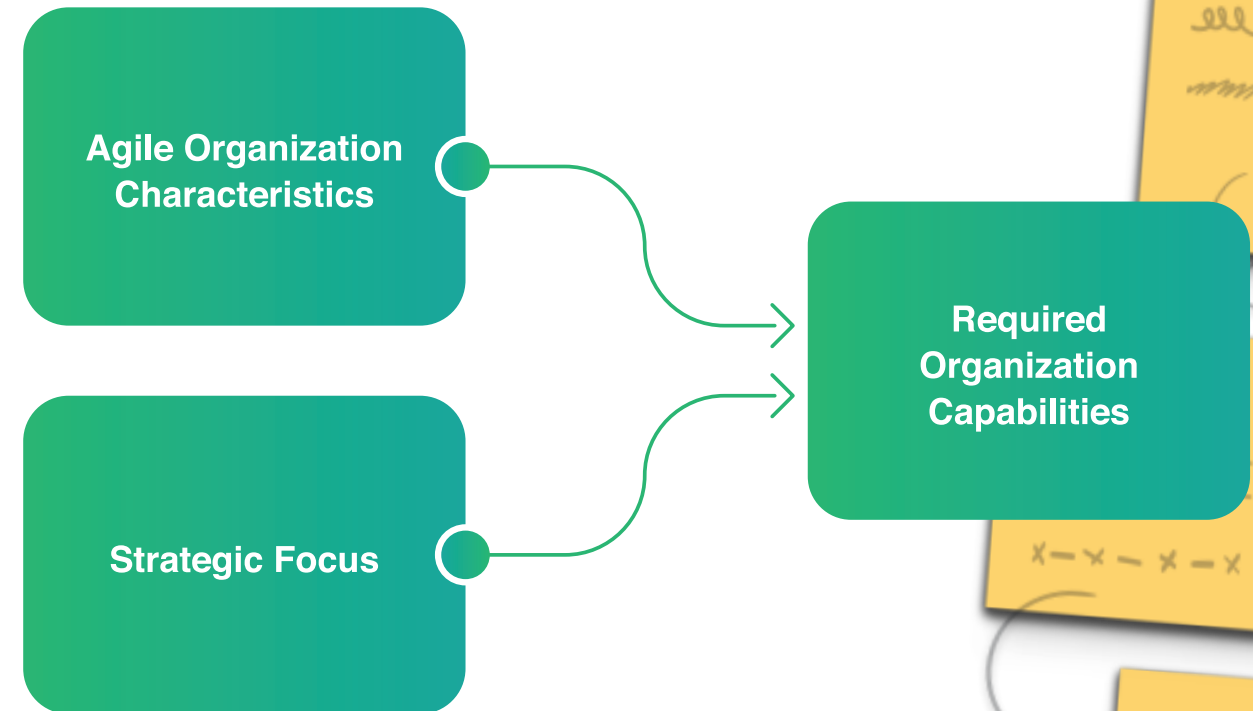 Agile Organization
Characteristics
Required
Organization
Capabilities
Strategic Focus